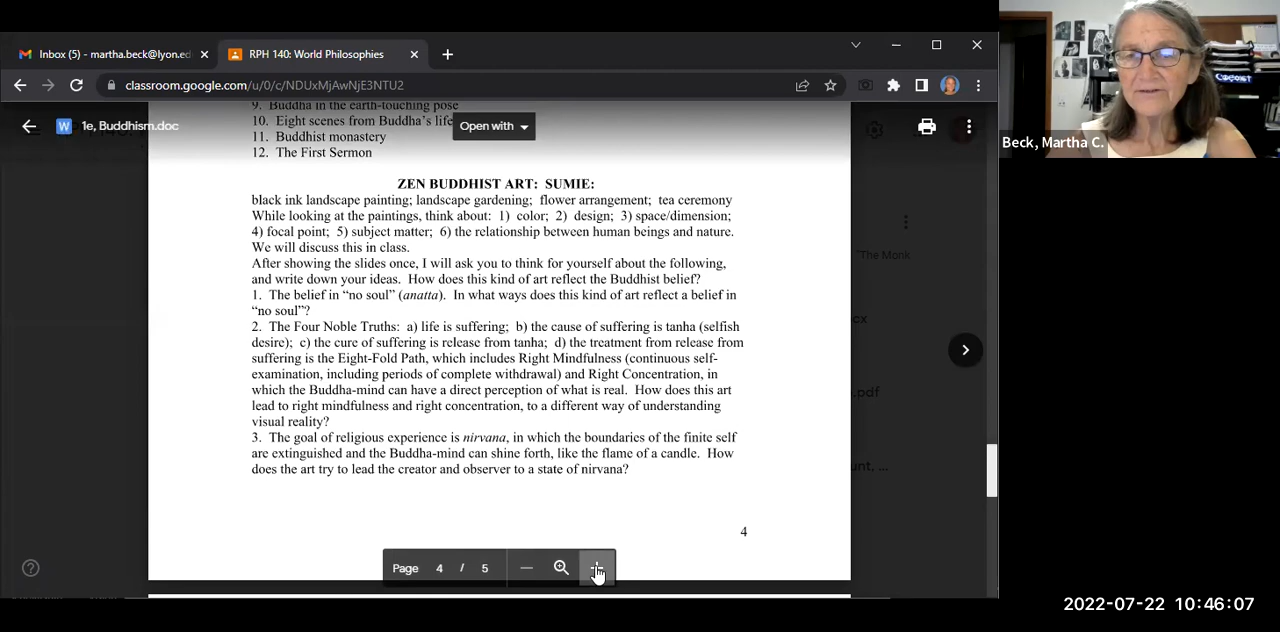 Inbox (5) - martha.beck@lyon.ed
RPH 140: World Philosophies
classroom.google.com/u/0/c/NDUxMjAwNjE3NTU2
Beck, Martha C.
9. Buddha in the earth-touching pose
1e, Buddhism.doc
Open with
10. Eight scenes from Buddha's life
11. Buddhist monastery
12. The First Sermon
ZEN BUDDHIST ART: SUMIE:
black ink landscape painting; landscape gardening; flower arrangement; tea ceremony
While looking at the paintings, think about: 1) color; 2) design; 3) space/dimension;
4) focal point; 5) subject matter; 6) the relationship between human beings and nature.
We will discuss this in class.
After showing the slides once, I will ask you to think for yourself about the following,
and write down your ideas. How does this kind of art reflect the Buddhist belief?
1. The belief in "no soul" (anatta). In what ways does this kind of art reflect a belief in
"no soul"?
2. The Four Noble Truths: a) life is suffering; b) the cause of suffering is tanha (selfish
desire); c) the cure of suffering is release from tanha; d) the treatment from release from
suffering is the Eight-Fold Path, which includes Right Mindfulness (continuous self-
examination, including periods of complete withdrawal) and Right Concentration, in
which the Buddha-mind can have a direct perception of what is real. How does this art
lead to right mindfulness and right concentration, to a different way of understanding
visual reality?
3. The goal of religious experience is nirvana, in which the boundaries of the finite self
are extinguished and the Buddha-mind can shine forth, like the flame of a candle. How
does the art try to lead the creator and observer to a state of nirvana?
4
"The Monk
.pdf
Page 4 / 5
2022-07-22 10:46:07